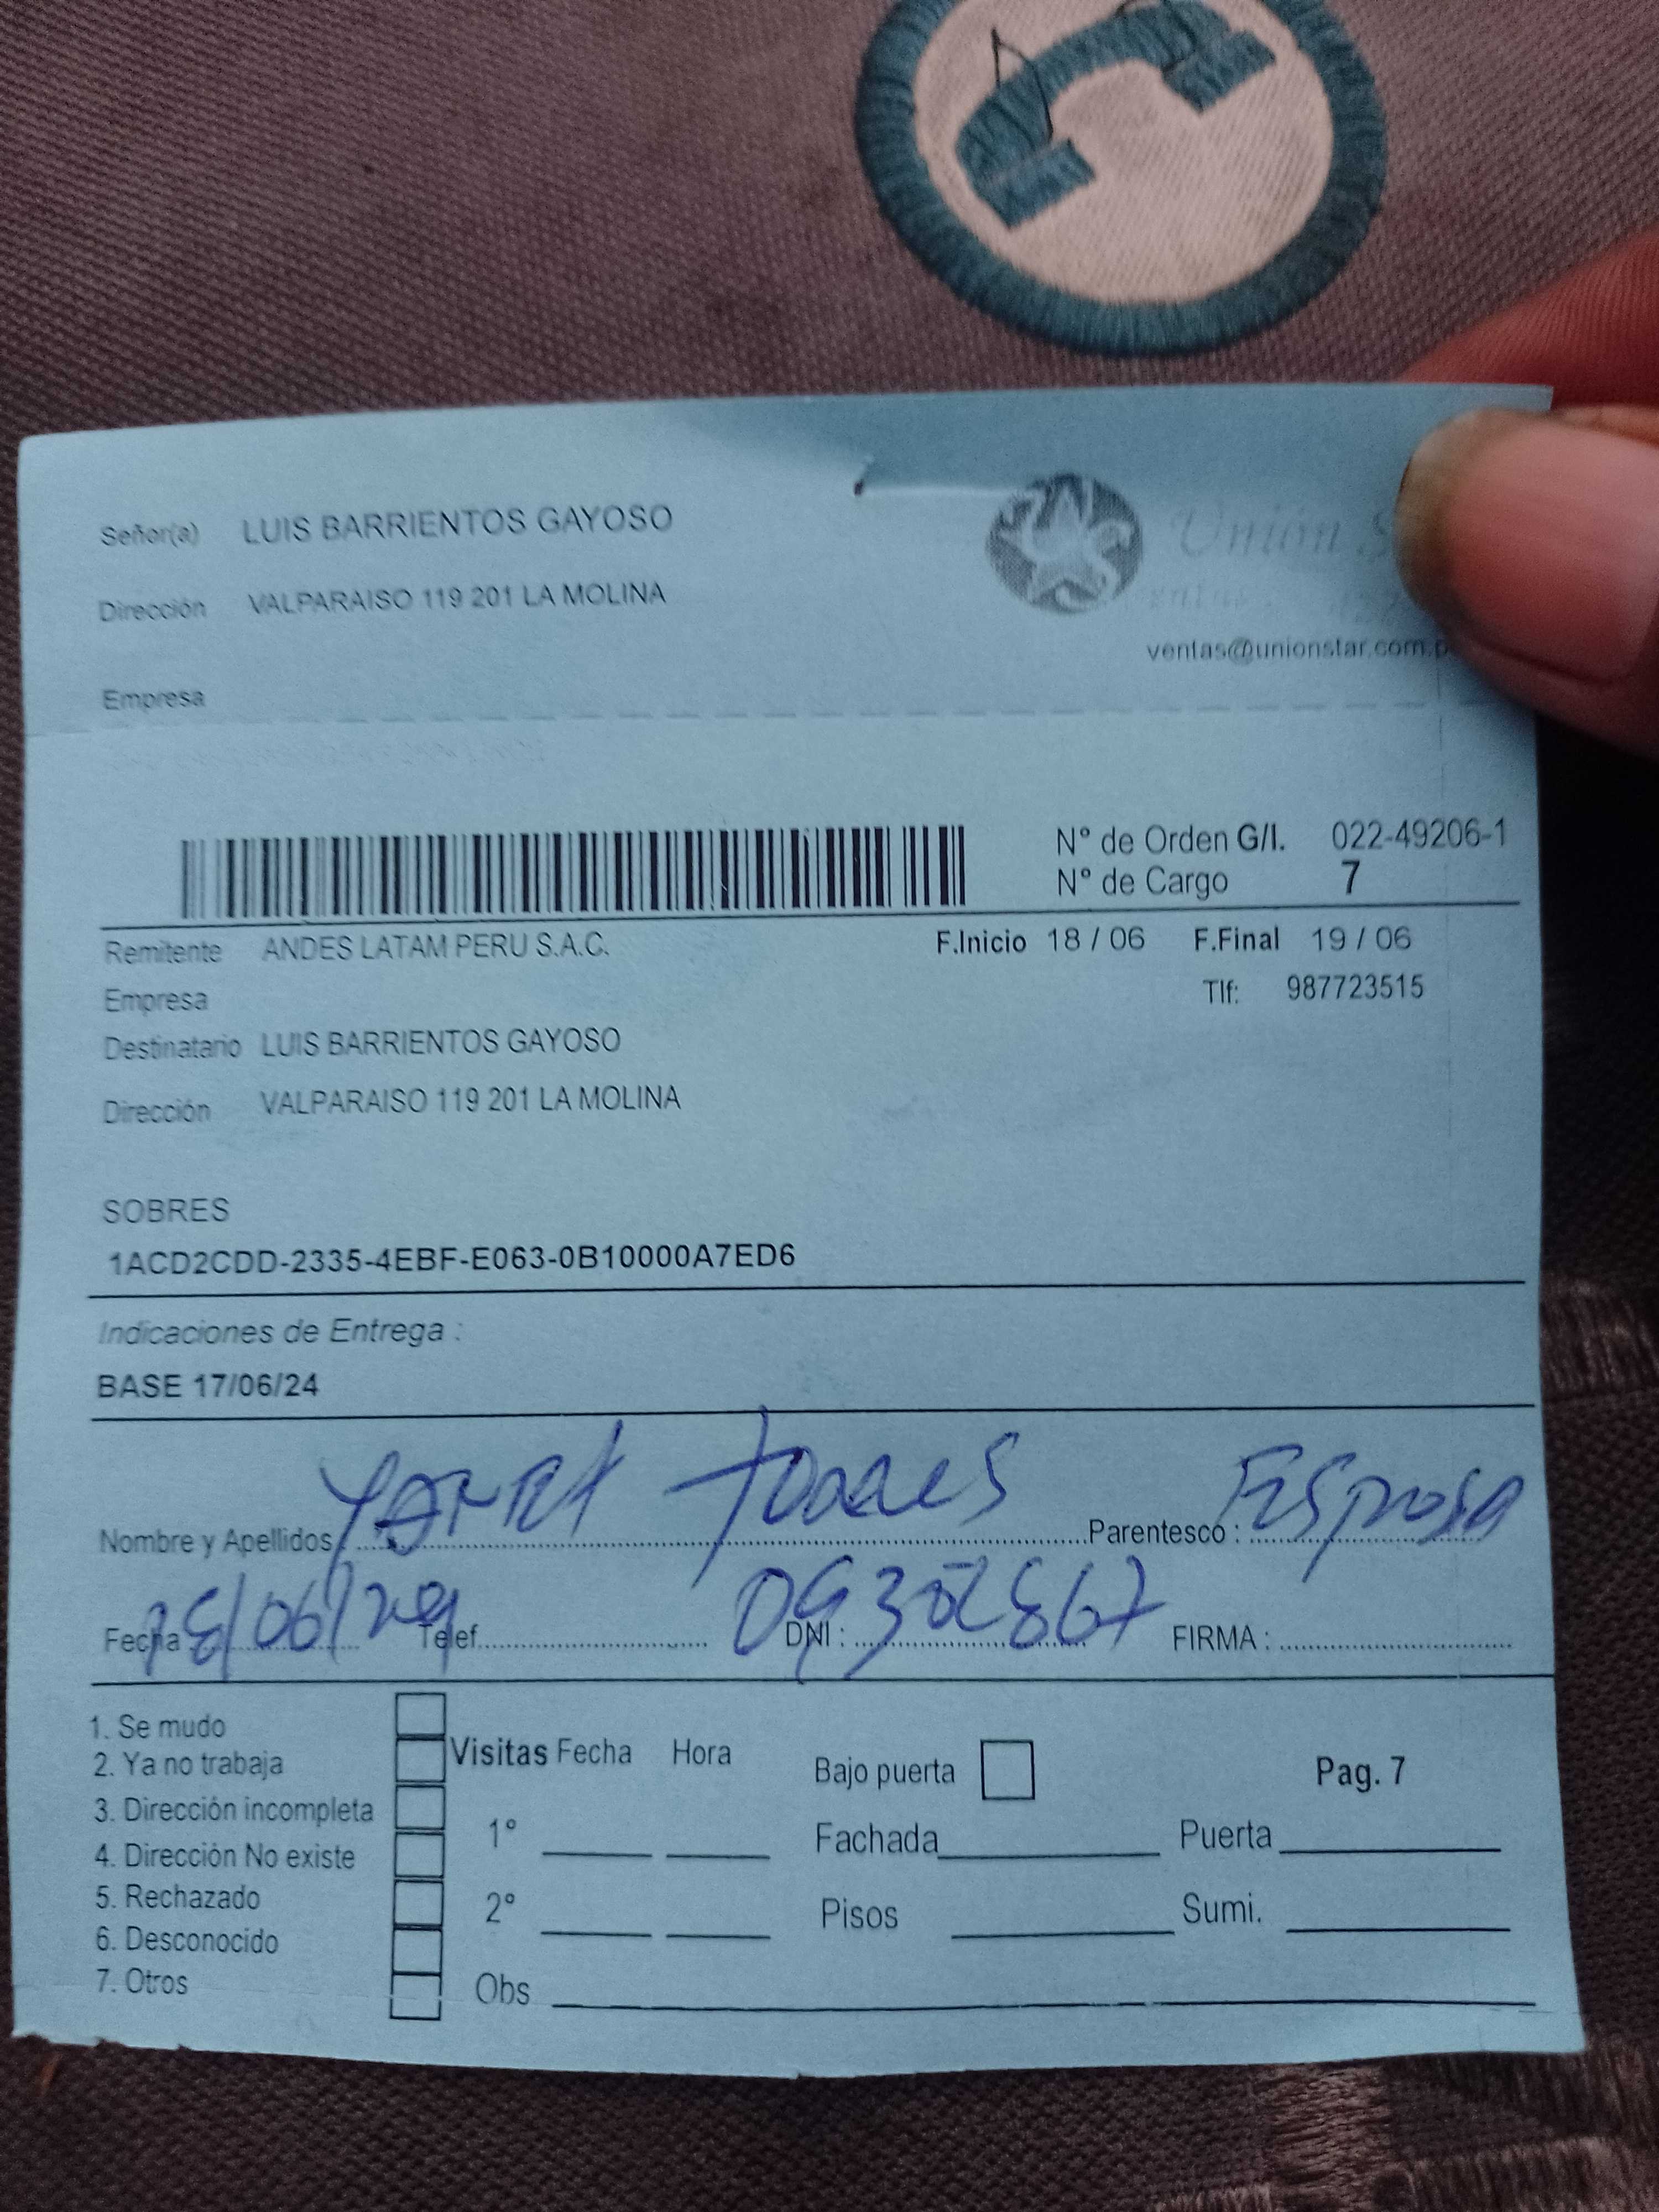 Señor(a) LUIS BARRIENTOS GAYOSO
Dirección VALPARAISO 119 201 LA MOLINA
Unión S
ventas@unionstar.com.p
Empresa
N° de Orden G/I. 022-49206-1
N° de Cargo 7
Remitente ANDES LATAM PERU S.A.C. F.Inicio 18 / 06 F.Final 19 / 06
Empresa Tlf: 987723515
Destinatario LUIS BARRIENTOS GAYOSO
Dirección VALPARAISO 119 201 LA MOLINA
SOBRES
1ACD2CDD-2335-4EBF-E063-0B10000A7ED6
Indicaciones de Entrega :
BASE 17/06/24
Nombre y Apellidos Torres Parentesco : Esposa
Fecha 18/06/24 Telef. DNI : FIRMA :
1. Se mudo
2. Ya no trabaja
3. Dirección incompleta
4. Dirección No existe
5. Rechazado
6. Desconocido
7. Otros
Visitas Fecha Hora
1°
2°
Obs
Bajo puerta Pag. 7
Fachada Puerta
Pisos Sumi.